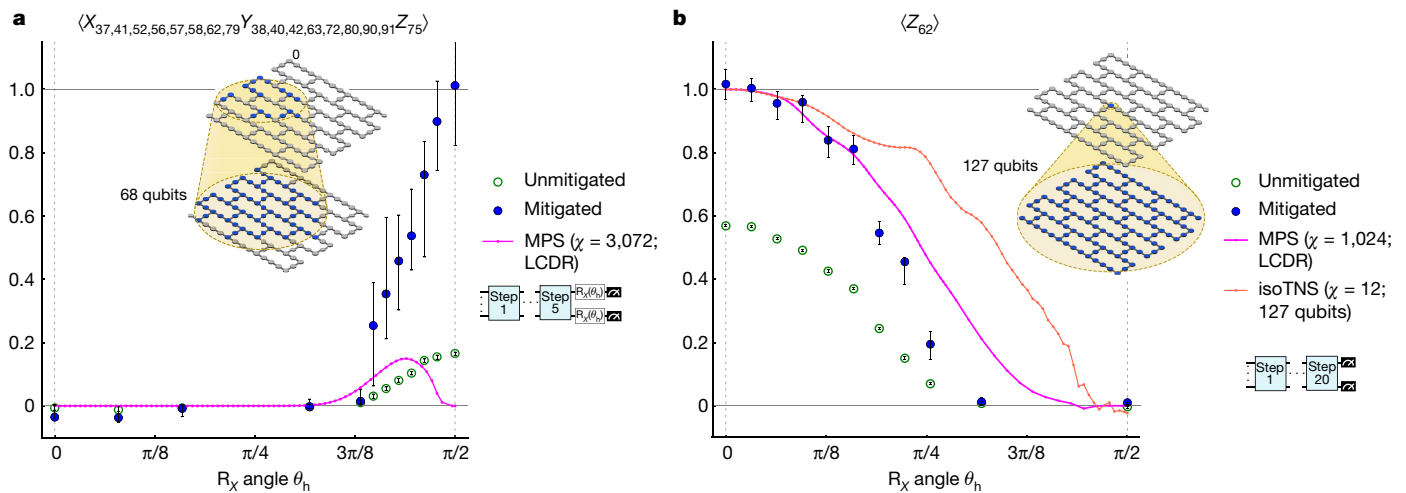 a
⟨X37,41,52,56,57,58,62,79Y38,40,42,63,72,80,90,91Z75⟩
0
1.0
0.8
0.6
0.4
0.2
0
68 qubits
0
π/8
π/4
3π/8
π/2
RX angle θh
Unmitigated
Mitigated
MPS (χ = 3,072;
LCDR)
Step
1
Step
5
RX(θh)
RX(θh)
b
⟨Z62⟩
1.0
0.8
0.6
0.4
0.2
0
127 qubits
0
π/8
π/4
3π/8
π/2
RX angle θh
Unmitigated
Mitigated
MPS (χ = 1,024;
LCDR)
isoTNS (χ = 12;
127 qubits)
Step
1
Step
20